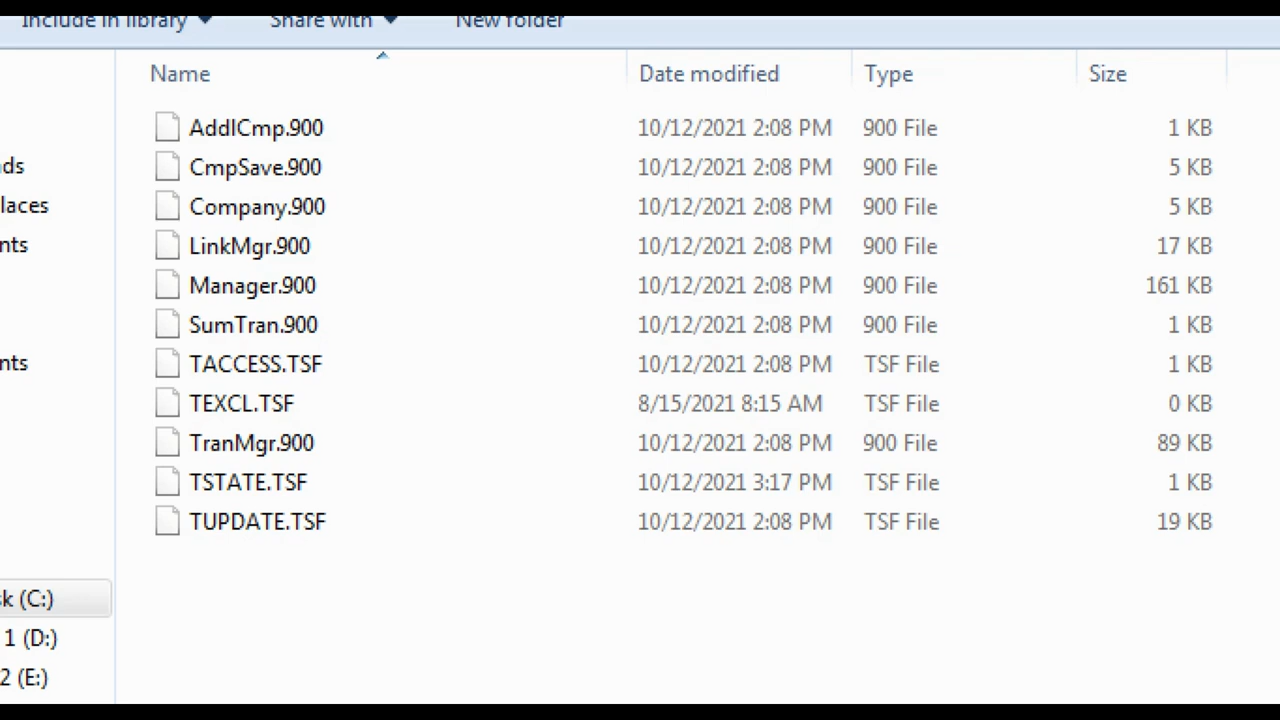 Include in library Share with New folder
Name Date modified Type Size
AddlCmp.900 10/12/2021 2:08 PM 900 File 1 KB
ds CmpSave.900 10/12/2021 2:08 PM 900 File 5 KB
laces Company.900 10/12/2021 2:08 PM 900 File 5 KB
nts LinkMgr.900 10/12/2021 2:08 PM 900 File 17 KB
Manager.900 10/12/2021 2:08 PM 900 File 161 KB
SumTran.900 10/12/2021 2:08 PM 900 File 1 KB
nts TACCESS.TSF 10/12/2021 2:08 PM TSF File 1 KB
TEXCL.TSF 8/15/2021 8:15 AM TSF File 0 KB
TranMgr.900 10/12/2021 2:08 PM 900 File 89 KB
TSTATE.TSF 10/12/2021 3:17 PM TSF File 1 KB
TUPDATE.TSF 10/12/2021 2:08 PM TSF File 19 KB
sk (C:)
1 (D:)
2 (E:)